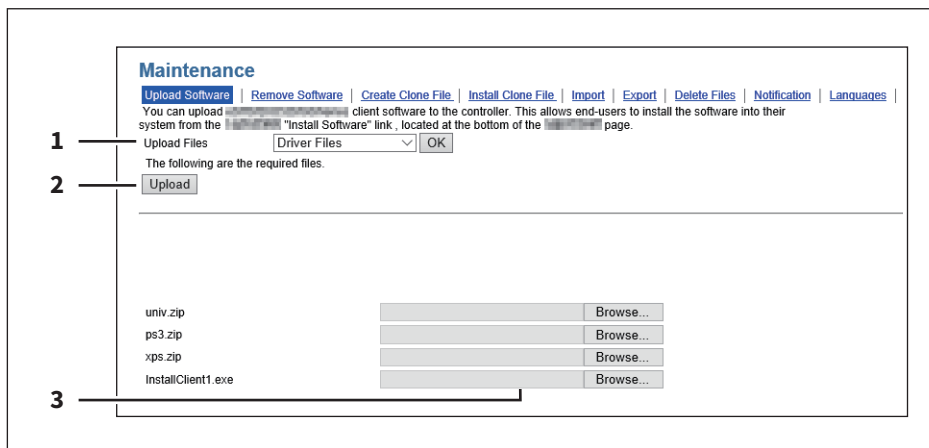 Maintenance
Upload Software | Remove Software | Create Clone File | Install Clone File | Import | Export | Delete Files | Notification | Languages |
You can upload client software to the controller. This allows end-users to install the software into their
system from the "Install Software" link , located at the bottom of the page.
1 Upload Files Driver Files OK
The following are the required files.
2 Upload
univ.zip Browse...
ps3.zip Browse...
xps.zip Browse...
InstallClient1.exe Browse...
3